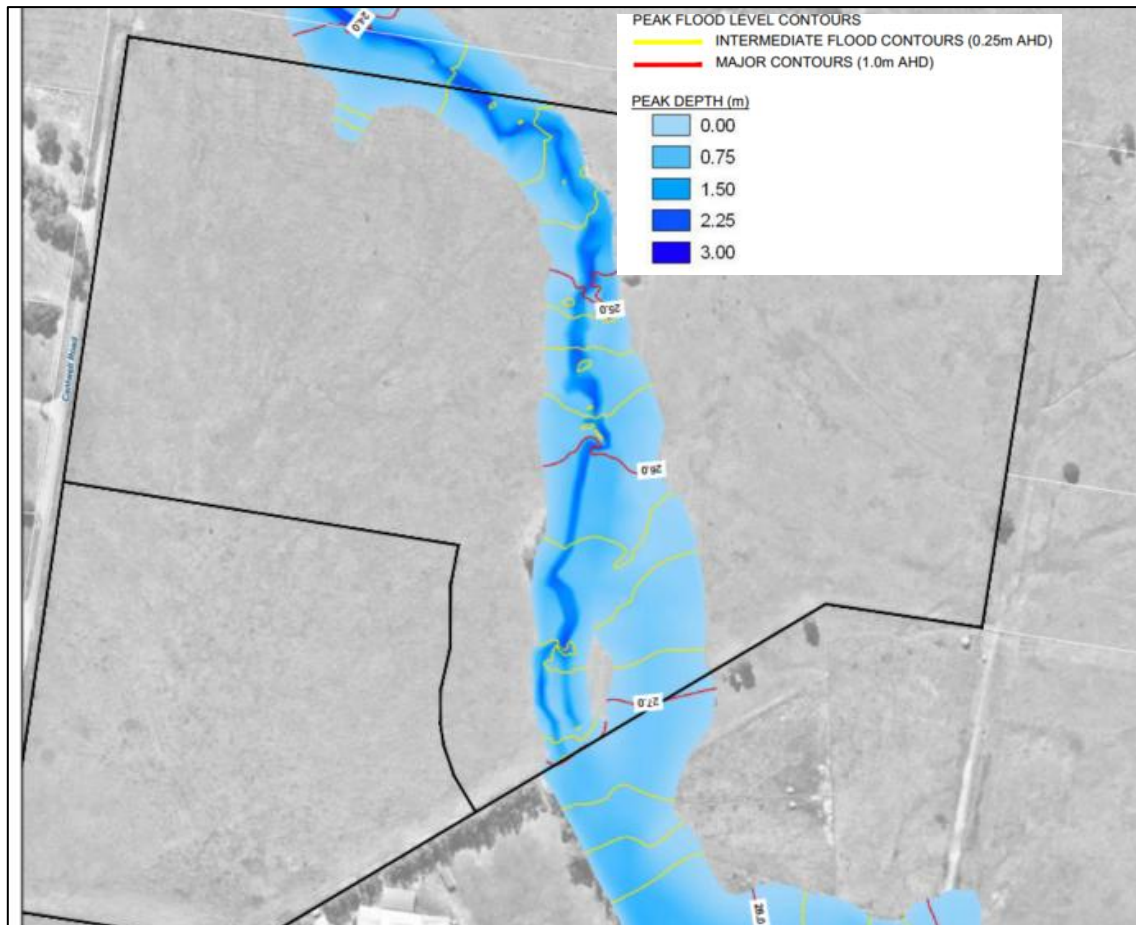 PEAK FLOOD LEVEL CONTOURS
INTERMEDIATE FLOOD CONTOURS (0.25m AHD)
MAJOR CONTOURS (1.0m AHD)
PEAK DEPTH (m)
0.00
0.75
1.50
2.25
3.00
24.0
25.0
26.0
27.0
28.0